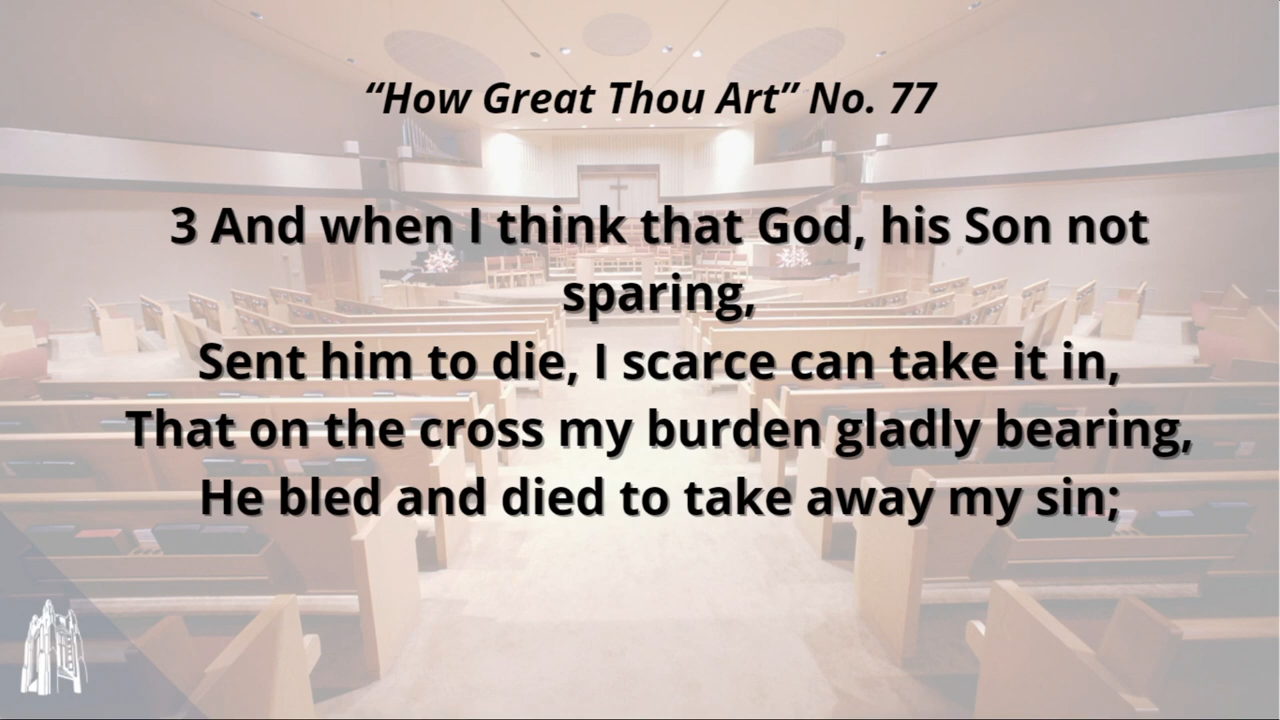 “How Great Thou Art” No. 77
3 And when I think that God, his Son not
sparing,
Sent him to die, I scarce can take it in,
That on the cross my burden gladly bearing,
He bled and died to take away my sin;